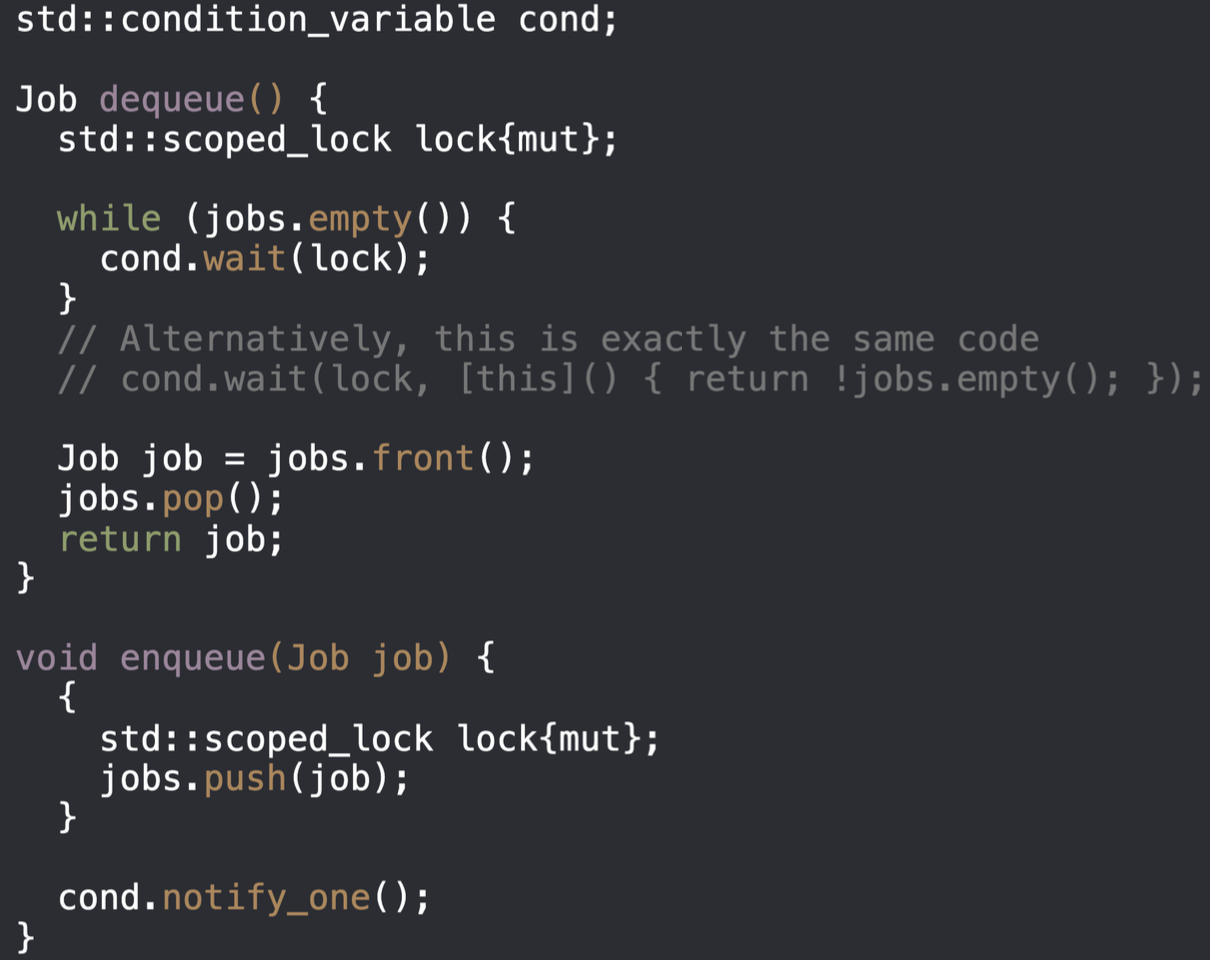 std::condition_variable cond;
Job dequeue() {
  std::scoped_lock lock{mut};
  while (jobs.empty()) {
    cond.wait(lock);
  }
  // Alternatively, this is exactly the same code
  // cond.wait(lock, [this]() { return !jobs.empty(); });
  Job job = jobs.front();
  jobs.pop();
  return job;
}
void enqueue(Job job) {
  {
    std::scoped_lock lock{mut};
    jobs.push(job);
  }
  cond.notify_one();
}